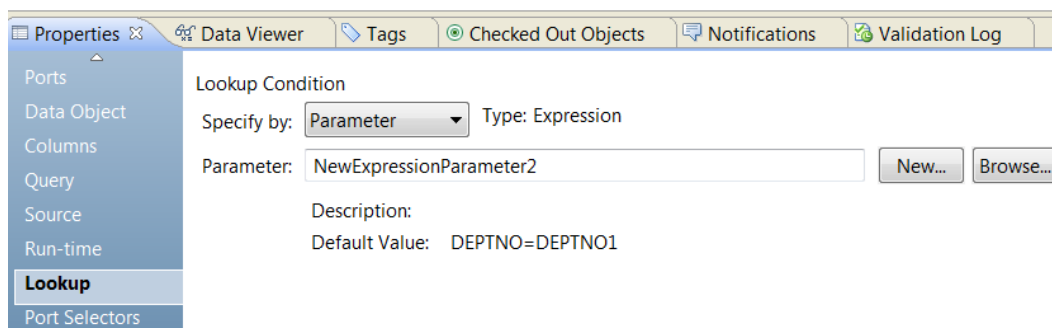 Properties Data Viewer Tags Checked Out Objects Notifications Validation Log
Ports
Data Object
Columns
Query
Source
Run-time
Lookup
Port Selectors
Lookup Condition
Specify by: Parameter Type: Expression
Parameter: NewExpressionParameter2 New... Browse...
Description:
Default Value: DEPTNO=DEPTNO1